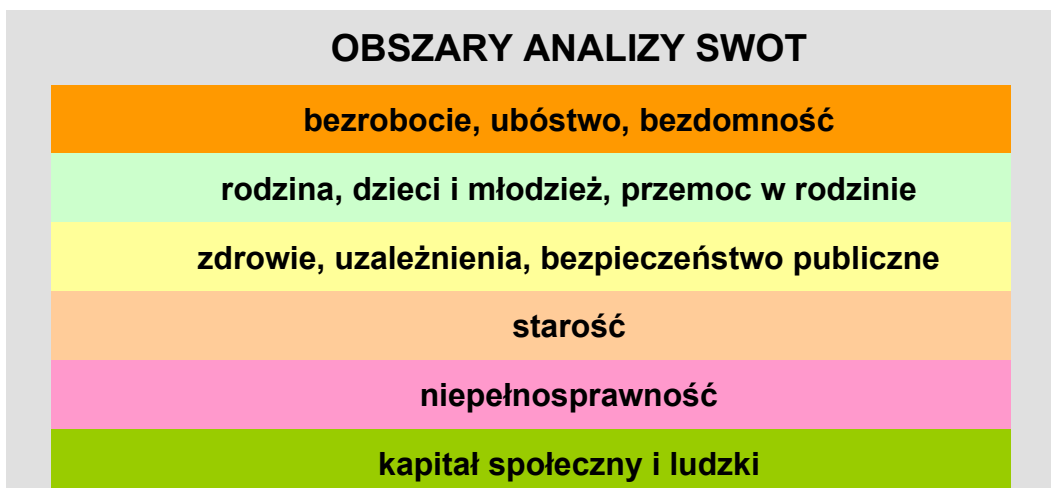 OBSZARY ANALIZY SWOT
bezrobocie, ubóstwo, bezdomność
rodzina, dzieci i młodzież, przemoc w rodzinie
zdrowie, uzależnienia, bezpieczeństwo publiczne
starość
niepełnosprawność
kapitał społeczny i ludzki